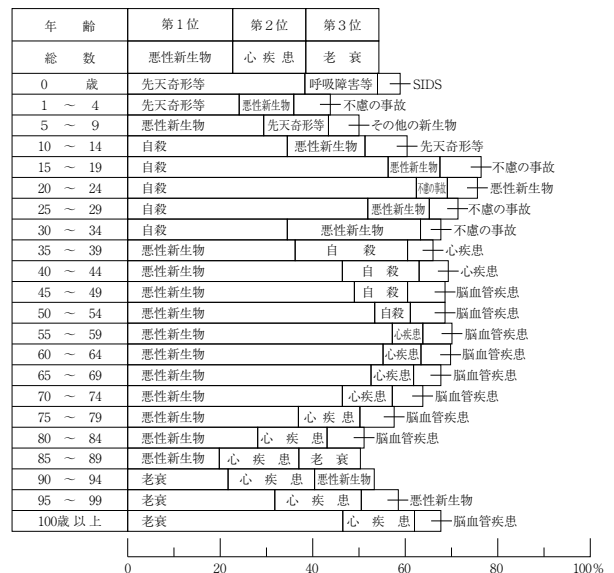 年 齢 第1位 第2位 第3位
総 数 悪性新生物 心 疾 患 老 衰
0 歳 先天奇形等 呼吸障害等 SIDS
1 ～ 4 先天奇形等 悪性新生物 不慮の事故
5 ～ 9 悪性新生物 先天奇形等 その他の新生物
10 ～ 14 自殺 悪性新生物 先天奇形等
15 ～ 19 自殺 悪性新生物 不慮の事故
20 ～ 24 自殺 不慮の事故 悪性新生物
25 ～ 29 自殺 悪性新生物 不慮の事故
30 ～ 34 自殺 悪性新生物 不慮の事故
35 ～ 39 悪性新生物 自 殺 心疾患
40 ～ 44 悪性新生物 自 殺 心疾患
45 ～ 49 悪性新生物 自 殺 脳血管疾患
50 ～ 54 悪性新生物 自殺 脳血管疾患
55 ～ 59 悪性新生物 心疾患 脳血管疾患
60 ～ 64 悪性新生物 心疾患 脳血管疾患
65 ～ 69 悪性新生物 心疾患 脳血管疾患
70 ～ 74 悪性新生物 心疾患 脳血管疾患
75 ～ 79 悪性新生物 心 疾 患 脳血管疾患
80 ～ 84 悪性新生物 心 疾 患 脳血管疾患
85 ～ 89 悪性新生物 心 疾 患 老 衰
90 ～ 94 老衰 心 疾 患 悪性新生物
95 ～ 99 老衰 心 疾 患 悪性新生物
100歳以上 老衰 心 疾 患 脳血管疾患
0 20 40 60 80 100%